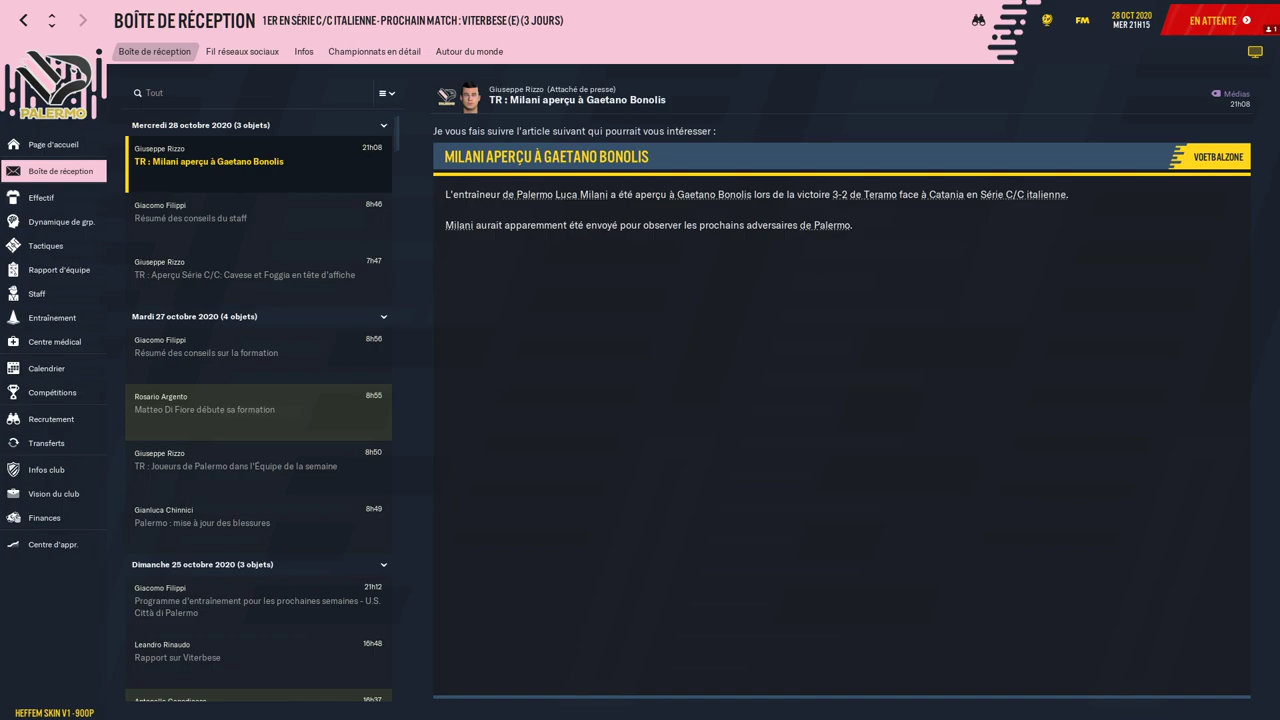 BOÎTE DE RÉCEPTION
1ER EN SÉRIE C/C ITALIENNE - PROCHAIN MATCH : VITERBESE (E) (3 JOURS)
FM
28 OCT 2020
MER 21H15
EN ATTENTE
1
Boîte de réception
Fil réseaux sociaux
Infos
Championnats en détail
Autour du monde
PALERMO
Page d'accueil
Boîte de réception
Effectif
Dynamique de grp.
Tactiques
Rapport d'équipe
Staff
Entraînement
Centre médical
Calendrier
Compétitions
Recrutement
Transferts
Infos club
Vision du club
Finances
Centre d'appr.
HEFFEM SKIN V1 - 900P
Tout
Mercredi 28 octobre 2020 (3 objets)
Giuseppe Rizzo 21h08
TR : Milani aperçu à Gaetano Bonolis
Giacomo Filippi 8h46
Résumé des conseils du staff
Giuseppe Rizzo 7h47
TR : Aperçu Série C/C: Cavese et Foggia en tête d'affiche
Mardi 27 octobre 2020 (4 objets)
Giacomo Filippi 8h56
Résumé des conseils sur la formation
Rosario Argento 8h55
Matteo Di Fiore débute sa formation
Giuseppe Rizzo 8h50
TR : Joueurs de Palermo dans l'Équipe de la semaine
Gianluca Chinnici 8h49
Palermo : mise à jour des blessures
Dimanche 25 octobre 2020 (3 objets)
Giacomo Filippi 21h12
Programme d'entraînement pour les prochaines semaines - U.S.
Città di Palermo
Leandro Rinaudo 16h48
Rapport sur Viterbese
16h37
Giuseppe Rizzo (Attaché de presse)
TR : Milani aperçu à Gaetano Bonolis
Médias
21h08
Je vous fais suivre l'article suivant qui pourrait vous intéresser :
MILANI APERÇU À GAETANO BONOLIS
VOETBALZONE
L'entraîneur de Palermo Luca Milani a été aperçu à Gaetano Bonolis lors de la victoire 3-2 de Teramo face à Catania en Série C/C italienne.
Milani aurait apparemment été envoyé pour observer les prochains adversaires de Palermo.